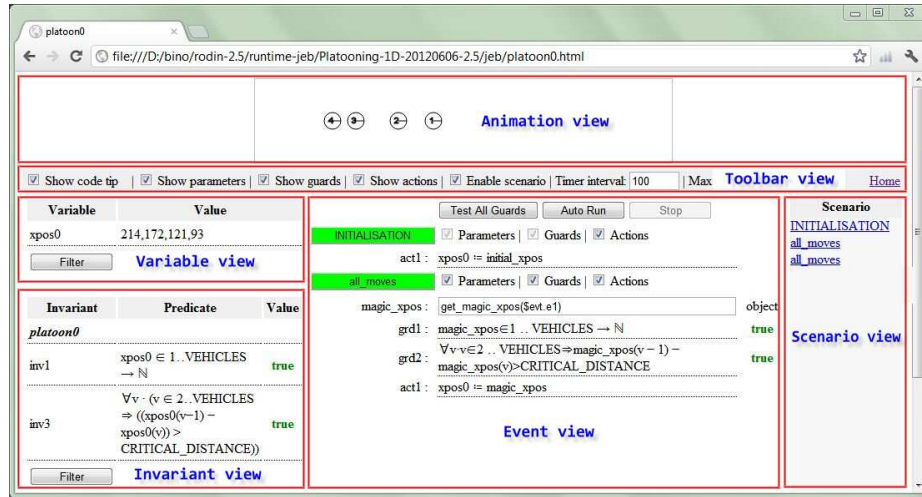 platoon0
file:///D:/bino/rodin-2.5/runtime-jeb/Platooning-1D-20120606-2.5/jeb/platoon0.html
4 3 2 1 Animation view
Show code tip | Show parameters | Show guards | Show actions | Enable scenario | Timer interval: 100 | Max Toolbar view Home
Variable Value
xpos0 214,172,121,93
Filter Variable view
Invariant Predicate Value
platoon0
inv1 xpos0 ∈ 1..VEHICLES
→ ℕ true
inv3 ∀v · (v ∈ 2..VEHICLES
⇒ ((xpos0(v−1) −
xpos0(v)) > true
CRITICAL_DISTANCE))
Filter Invariant view
Test All Guards Auto Run Stop
INITIALISATION Parameters | Guards | Actions
act1 : xpos0 ≔ initial_xpos
all_moves Parameters | Guards | Actions
magic_xpos : get_magic_xpos($evt.e1) object
grd1 : magic_xpos∈1 .. VEHICLES → ℕ true
grd2 : ∀v·v∈2 .. VEHICLES⇒magic_xpos(v − 1) −
magic_xpos(v)>CRITICAL_DISTANCE true
act1 : xpos0 ≔ magic_xpos
Event view
Scenario
INITIALISATION
all_moves
all_moves
Scenario view